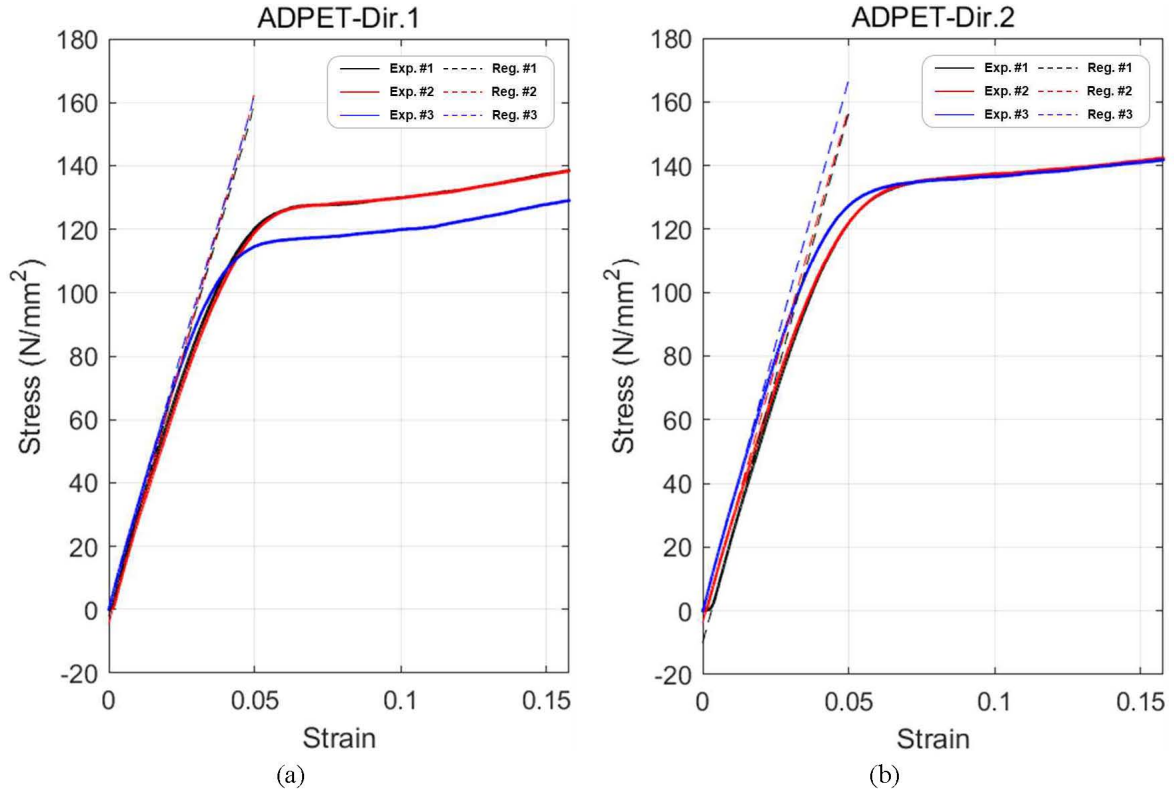 ADPET-Dir.1
180
160
140
120
100
80
60
40
20
0
-20
Stress (N/mm²)
Exp. #1 Reg. #1
Exp. #2 Reg. #2
Exp. #3 Reg. #3
0 0.05 0.1 0.15
Strain
(a)
ADPET-Dir.2
180
160
140
120
100
80
60
40
20
0
-20
Stress (N/mm²)
Exp. #1 Reg. #1
Exp. #2 Reg. #2
Exp. #3 Reg. #3
0 0.05 0.1 0.15
Strain
(b)